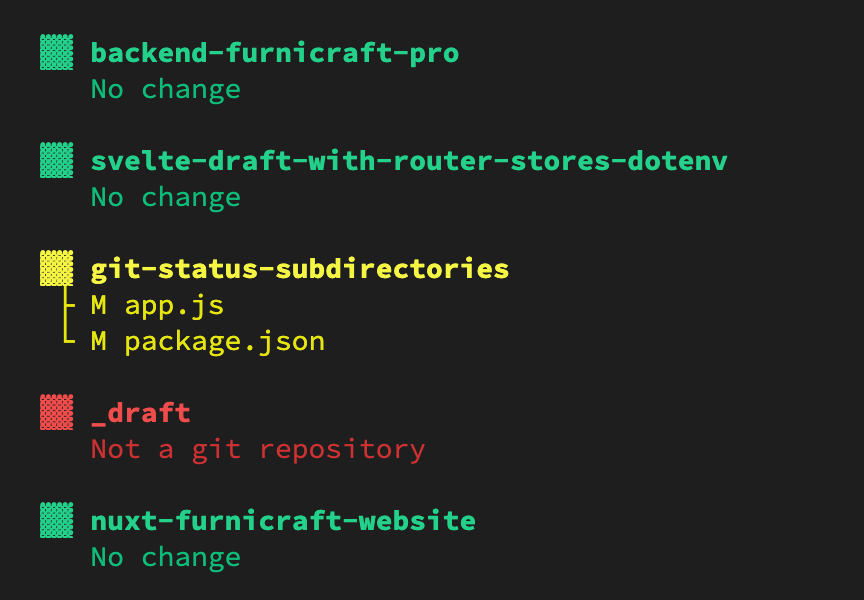 ▓▓ backend-furnicraft-pro
No change
▓▓ svelte-draft-with-router-stores-dotenv
No change
▓▓ git-status-subdirectories
├ M app.js
└ M package.json
▓▓ _draft
Not a git repository
▓▓ nuxt-furnicraft-website
No change